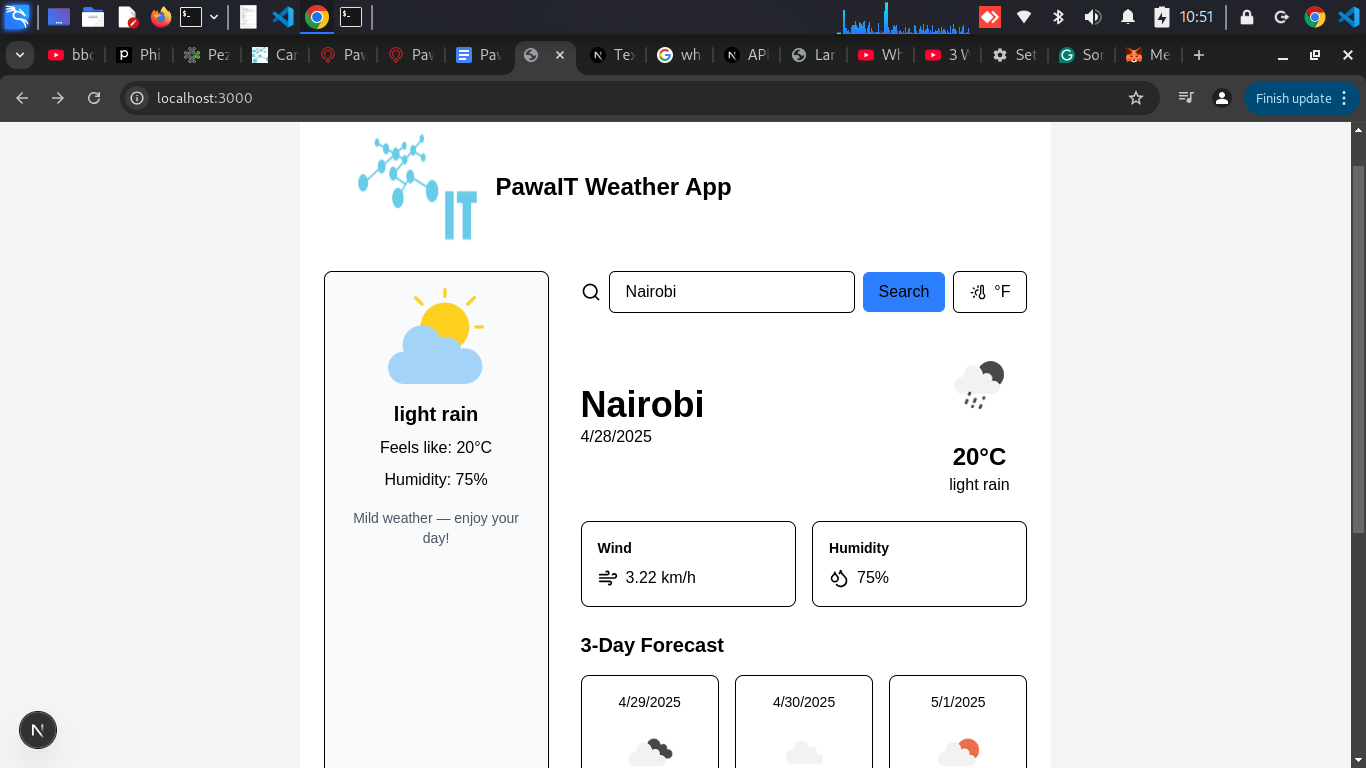 10:51
bbc
Phi
Pez
Car
Pav
Pav
Pav
Tex
wh
API
Lar
Wh
3 W
Set
Sor
Me
localhost:3000
Finish update
IT
PawaIT Weather App
Nairobi
Search
°F
light rain
Feels like: 20°C
Humidity: 75%
Mild weather — enjoy your
day!
Nairobi
4/28/2025
20°C
light rain
Wind
3.22 km/h
Humidity
75%
3-Day Forecast
4/29/2025
4/30/2025
5/1/2025
N